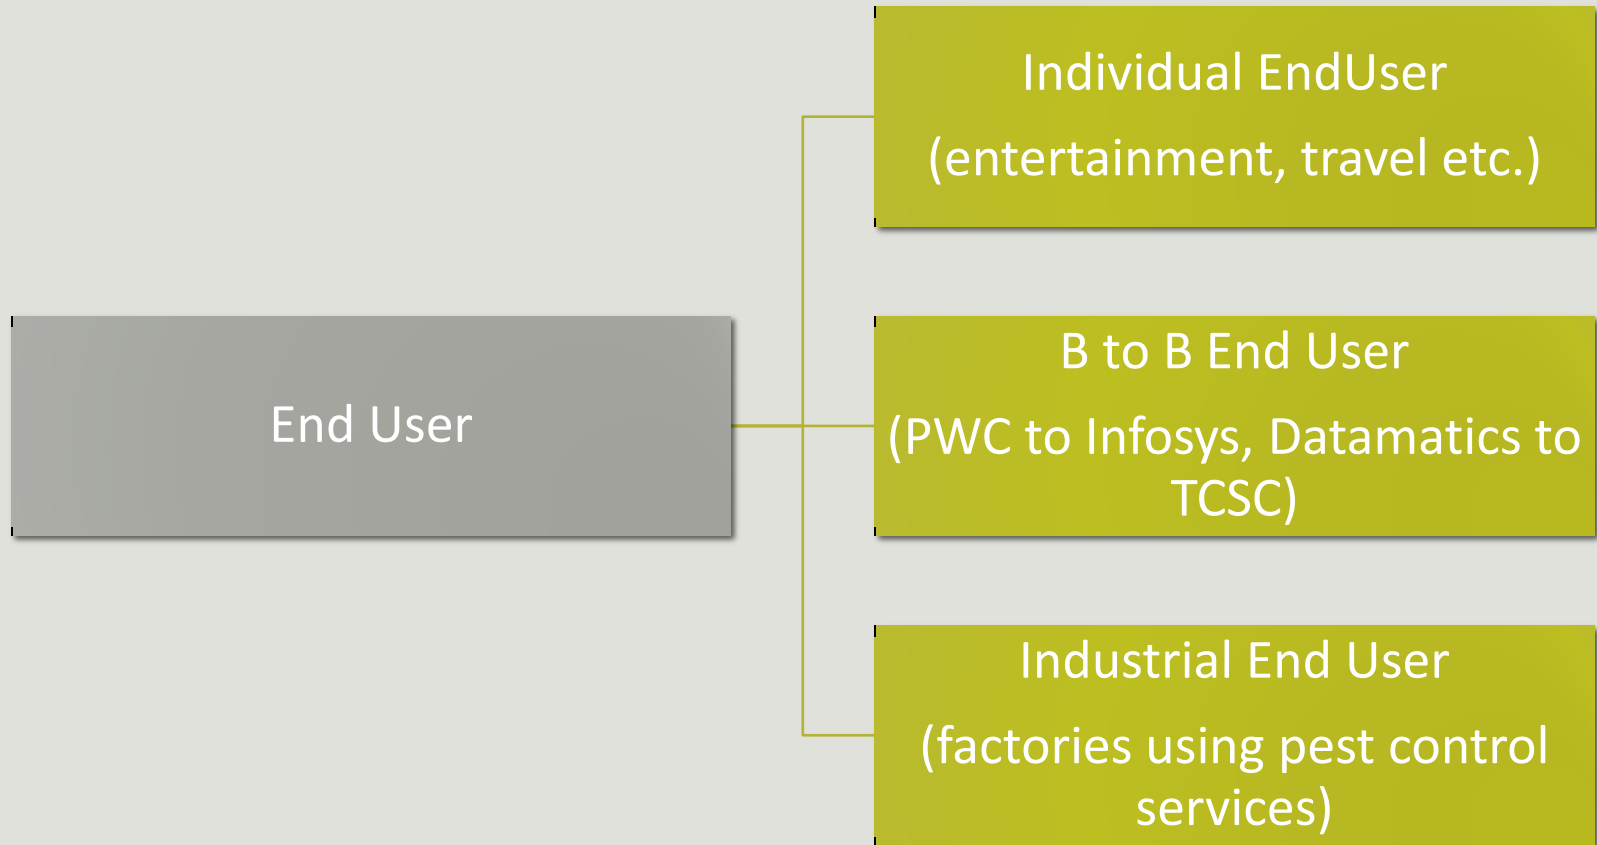 Individual EndUser
(entertainment, travel etc.)
End User
B to B End User
(PWC to Infosys, Datamatics to
TCSC)
Industrial End User
(factories using pest control
services)